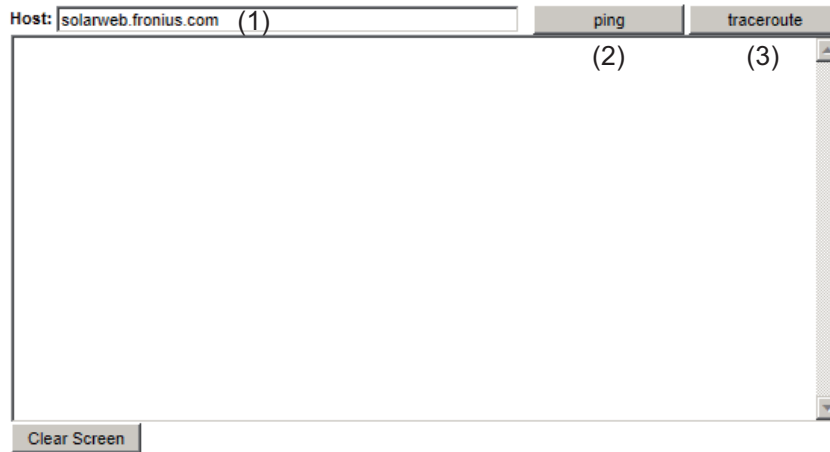 Host: solarweb.fronius.com (1) ping traceroute
(2) (3)
Clear Screen